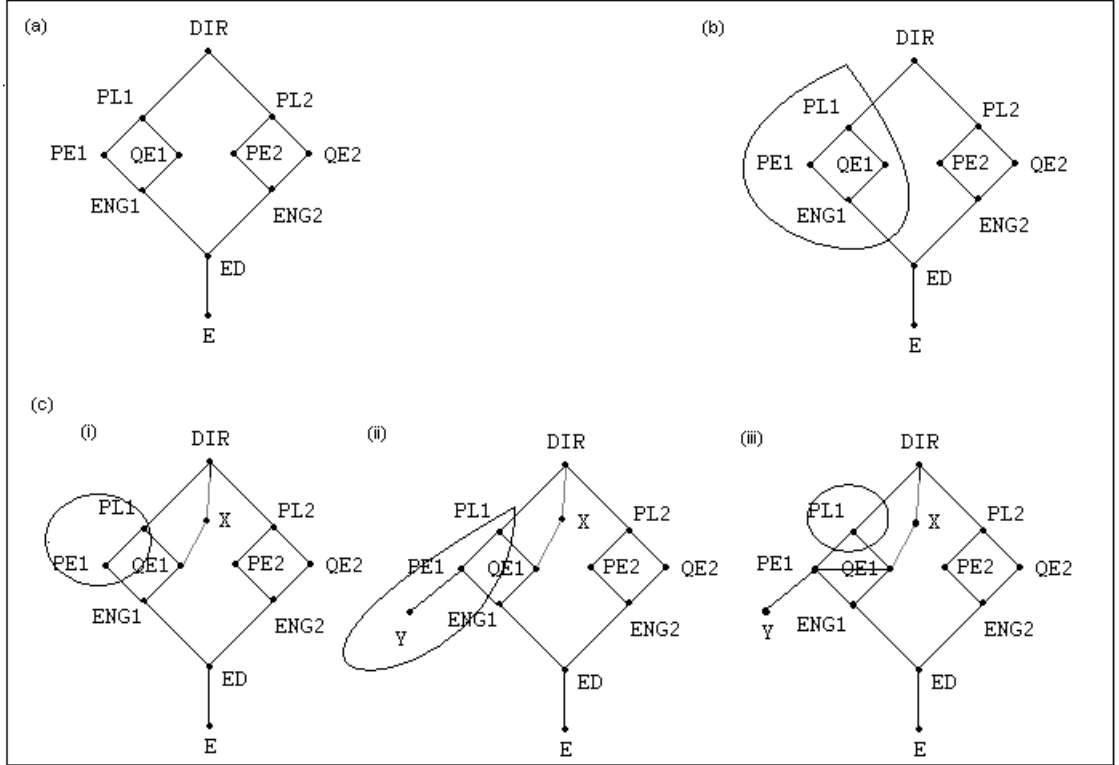 (a)
DIR
PL1 PL2
PE1 QE1 PE2 QE2
ENG1 ENG2
ED
E
(b)
DIR
PL1 PL2
PE1 QE1 PE2 QE2
ENG1 ENG2
ED
E
(c)
(i)
DIR
PL1 X PL2
PE1 QE1 PE2 QE2
ENG1 ENG2
ED
E
(ii)
DIR
PL1 X PL2
PE1 QE1 PE2 QE2
ENG1 ENG2
Y
ED
E
(iii)
DIR
PL1 X PL2
PE1 QE1 PE2 QE2
ENG1 ENG2
Y
ED
E